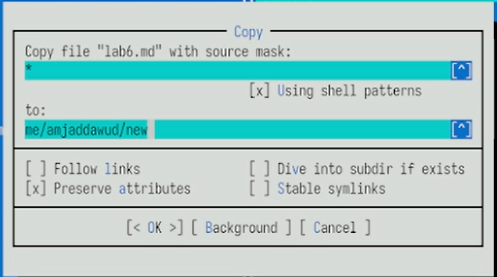 Copy
Copy file "lab6.md" with source mask:
*
[^]
[x] Using shell patterns
to:
me/amjaddawud/new
[^]
[ ] Follow links
[ ] Dive into subdir if exists
[x] Preserve attributes
[ ] Stable symlinks
[< OK >] [ Background ] [ Cancel ]